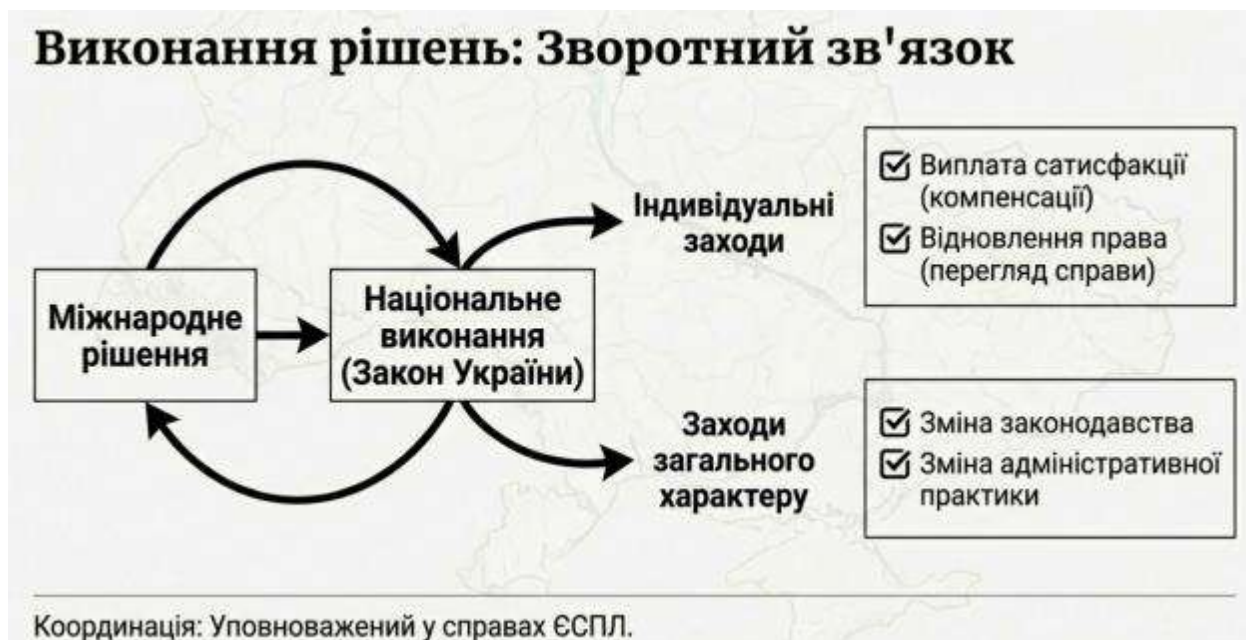 Виконання рішень: Зворотний зв'язок
Міжнародне
рішення
Національне
виконання
(Закон України)
Індивідуальні
заходи
Виплата сатисфакції
(компенсації)
Відновлення права
(перегляд справи)
Заходи
загального
характеру
Зміна законодавства
Зміна адміністративної
практики
Координація: Уповноважений у справах ЄСПЛ.